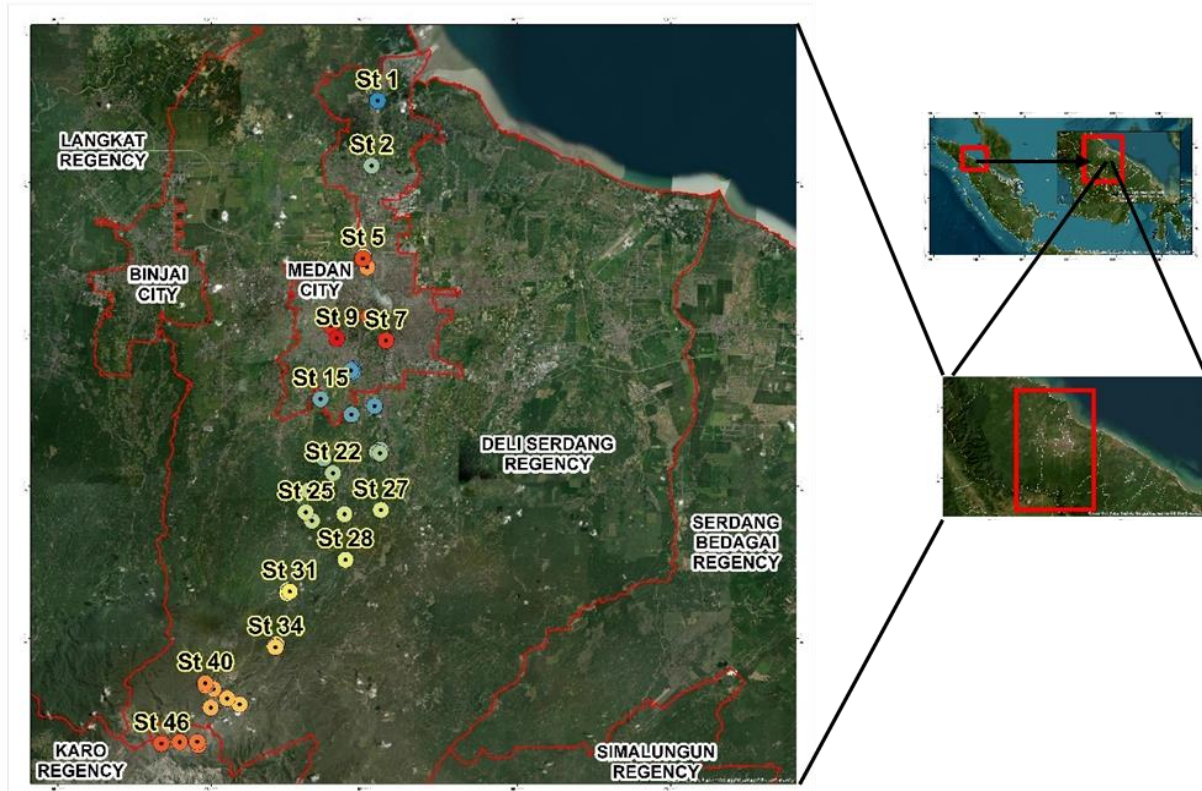 St 1
LANGKAT
REGENCY
St 2
St 5
BINJAI
CITY
MEDAN
CITY
St 9
St 7
St 15
St 22
DELI SERDANG
REGENCY
St 25
St 27
St 28
SERDANG
BEDAGAI
REGENCY
St 31
St 34
St 40
St 46
KARO
REGENCY
SIMALUNGUN
REGENCY